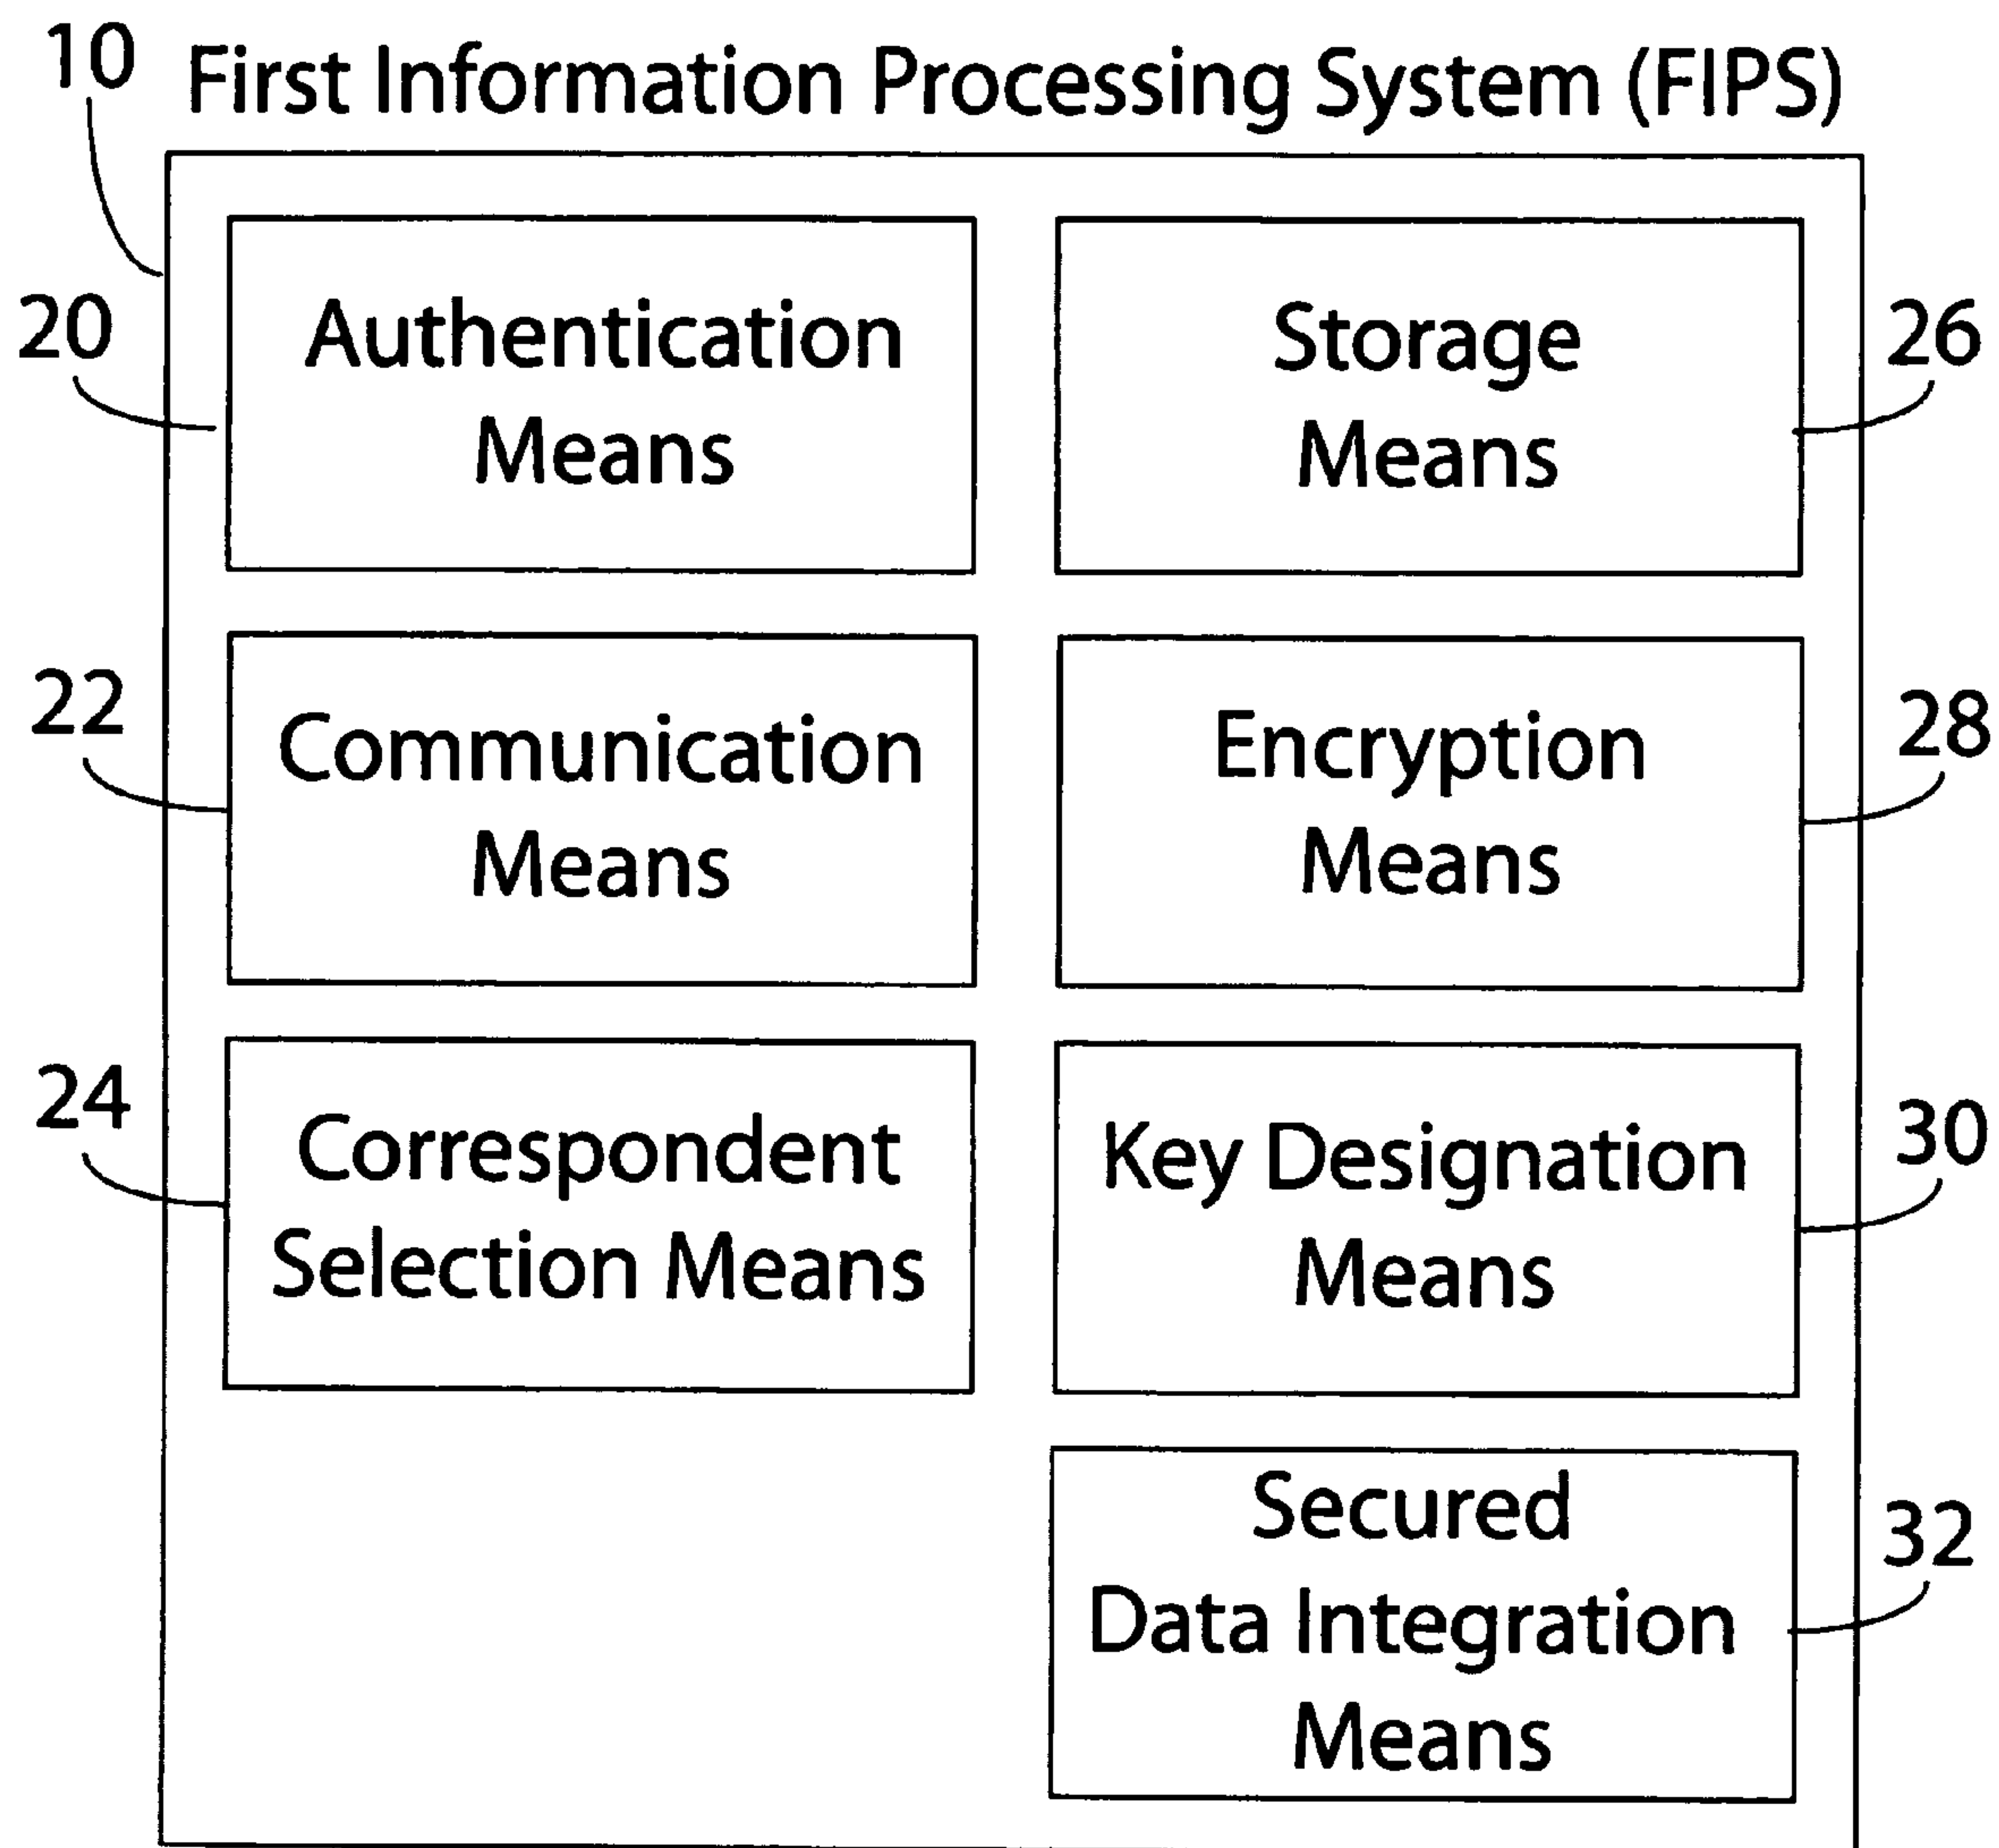 10
First Information Processing System (FIPS)
20
Authentication
Means
Storage
Means
26
22
Communication
Means
Encryption
Means
28
24
Correspondent
Selection Means
Key Designation
Means
30
Secured
Data Integration
Means
32